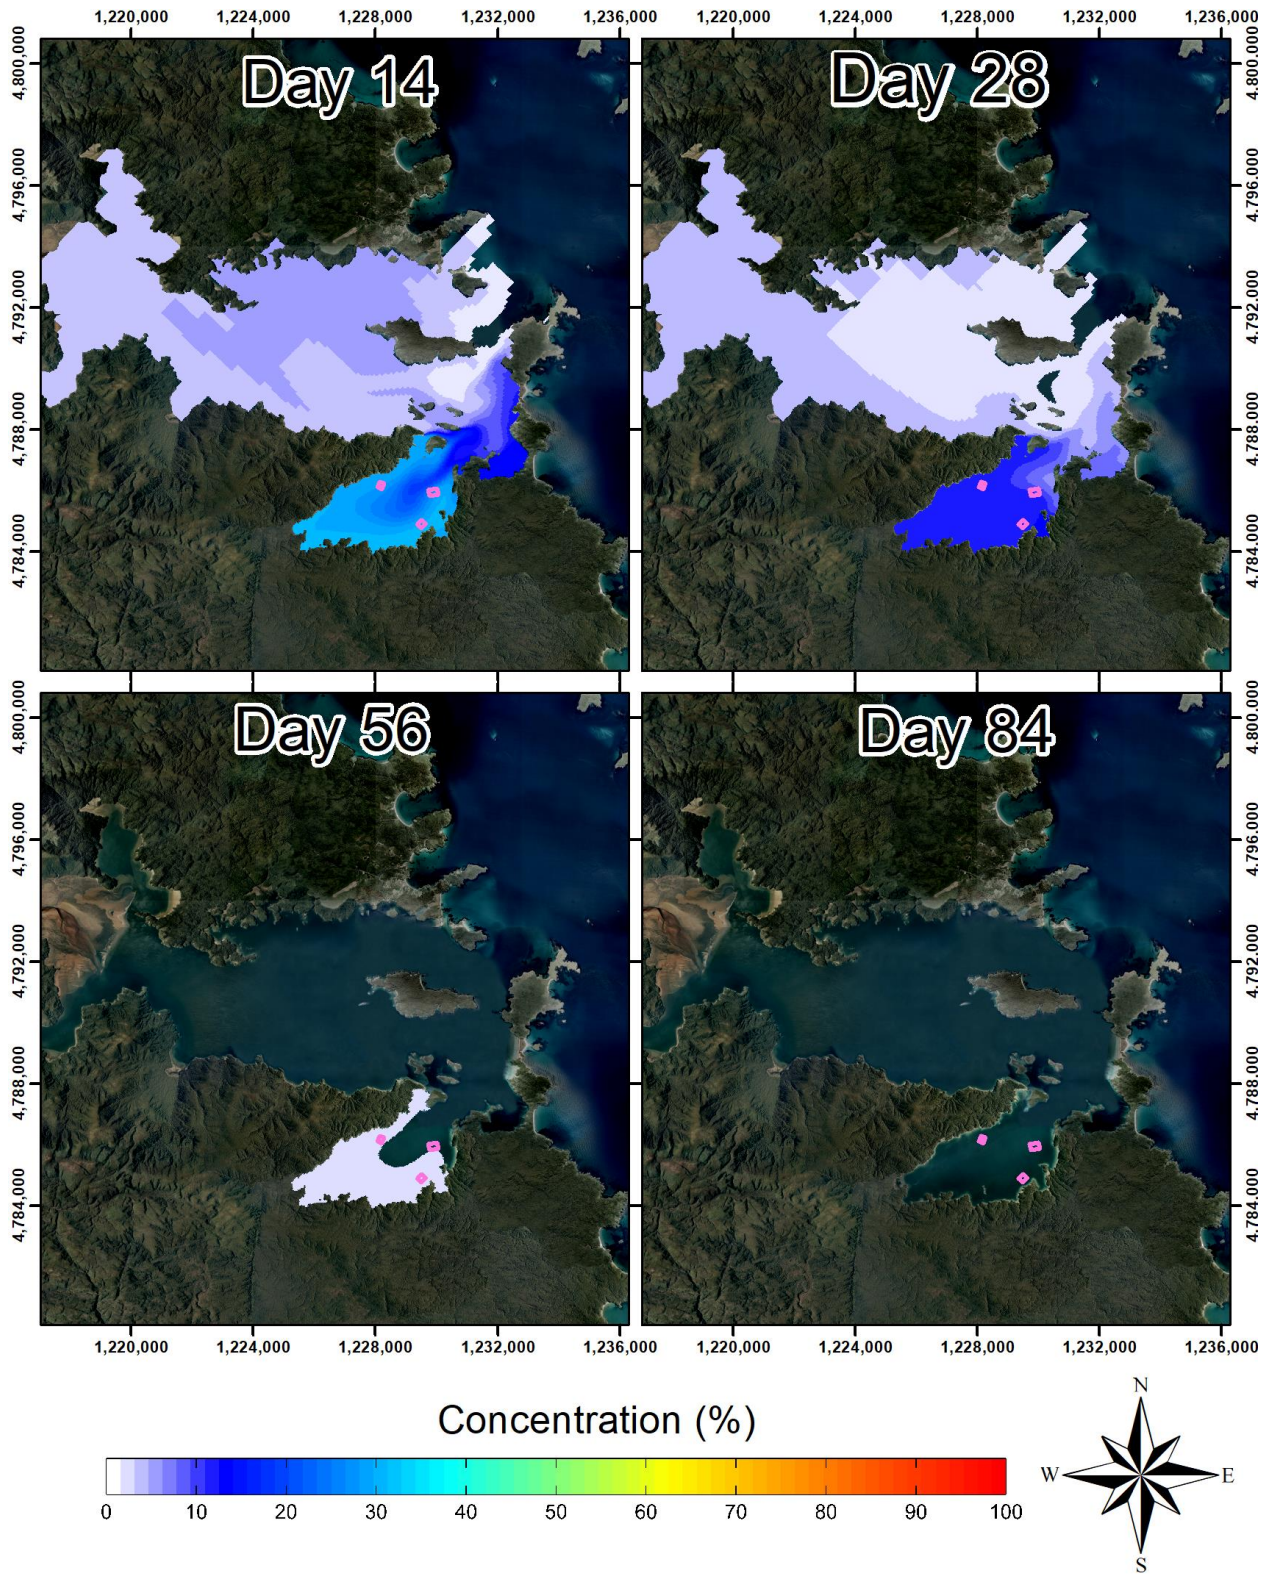 1,220,000 1,224,000 1,228,000 1,232,000 1,236,000 1,220,000 1,224,000 1,228,000 1,232,000 1,236,000
Day 14 Day 28
4,800,000 4,800,000
4,796,000 4,796,000
4,792,000 4,792,000
4,788,000 4,788,000
4,784,000 4,784,000
Day 56 Day 84
4,800,000 4,800,000
4,796,000 4,796,000
4,792,000 4,792,000
4,788,000 4,788,000
4,784,000 4,784,000
1,220,000 1,224,000 1,228,000 1,232,000 1,236,000 1,220,000 1,224,000 1,228,000 1,232,000 1,236,000
Concentration (%)
0 10 20 30 40 50 60 70 80 90 100
N
W E
S